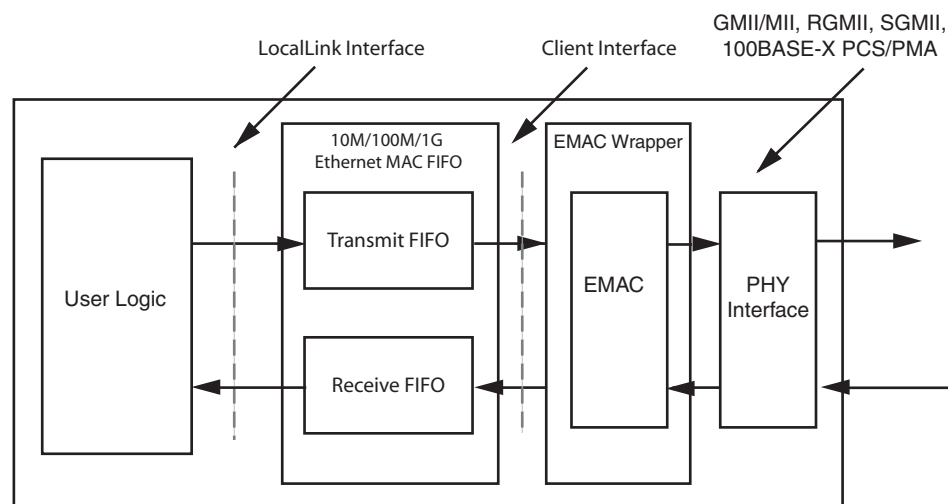 GMII/MII, RGMII, SGMII,
100BASE-X PCS/PMA
LocalLink Interface
Client Interface
10M/100M/1G
Ethernet MAC FIFO
EMAC Wrapper
Transmit FIFO
User Logic
EMAC
PHY
Interface
Receive FIFO